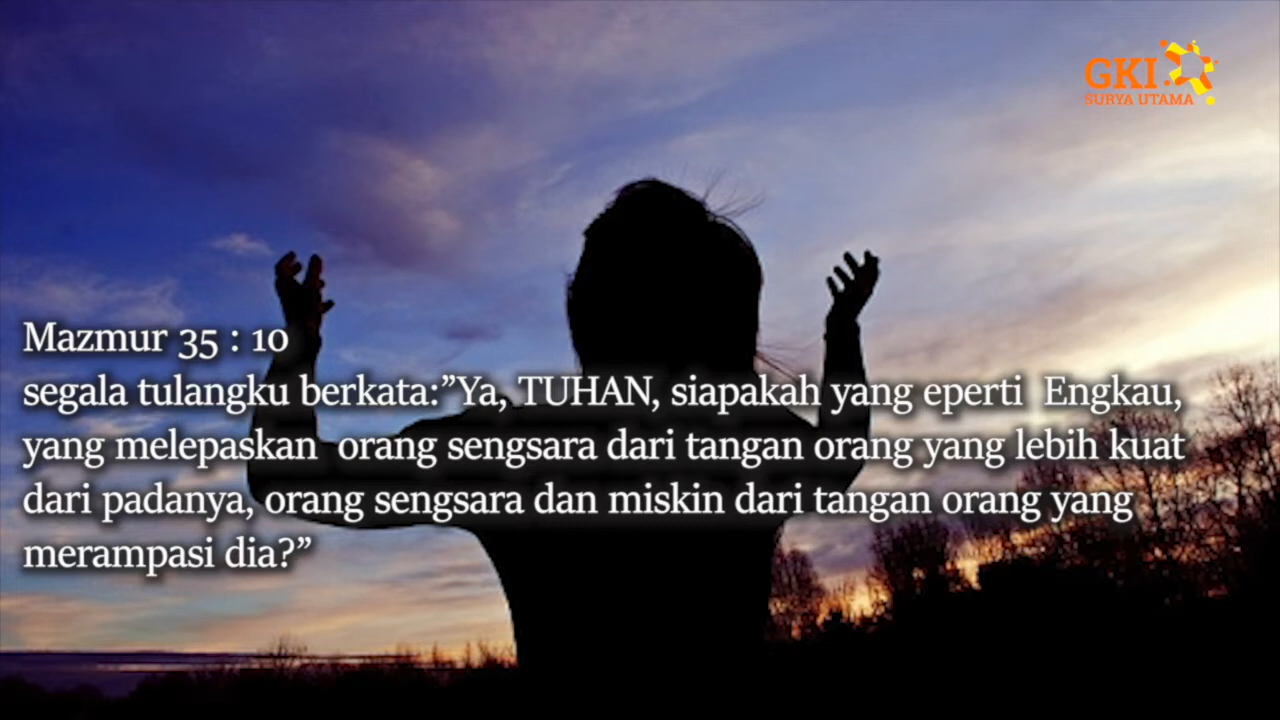 GKI
SURYA UTAMA
Mazmur 35 : 10
segala tulangku berkata:”Ya, TUHAN, siapakah yang eperti  Engkau,
yang melepaskan  orang sengsara dari tangan orang yang lebih kuat
dari padanya, orang sengsara dan miskin dari tangan orang yang
merampasi dia?”